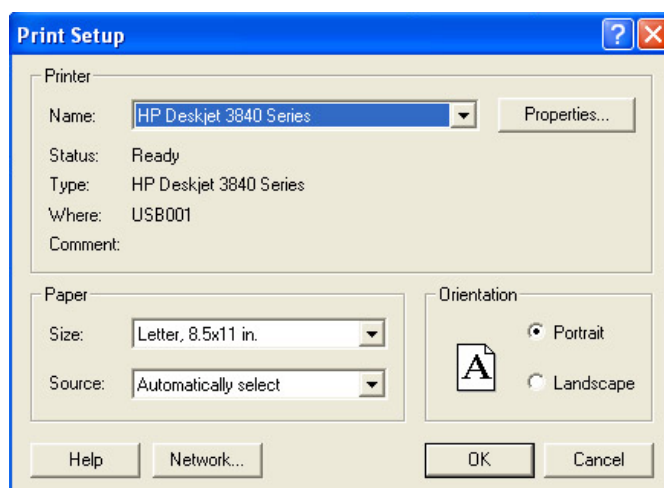 Print Setup
Printer
Name: HP Deskjet 3840 Series Properties...
Status: Ready
Type: HP Deskjet 3840 Series
Where: USB001
Comment:
Paper
Size: Letter, 8.5x11 in.
Source: Automatically select
Orientation
A
Portrait
Landscape
Help Network... OK Cancel